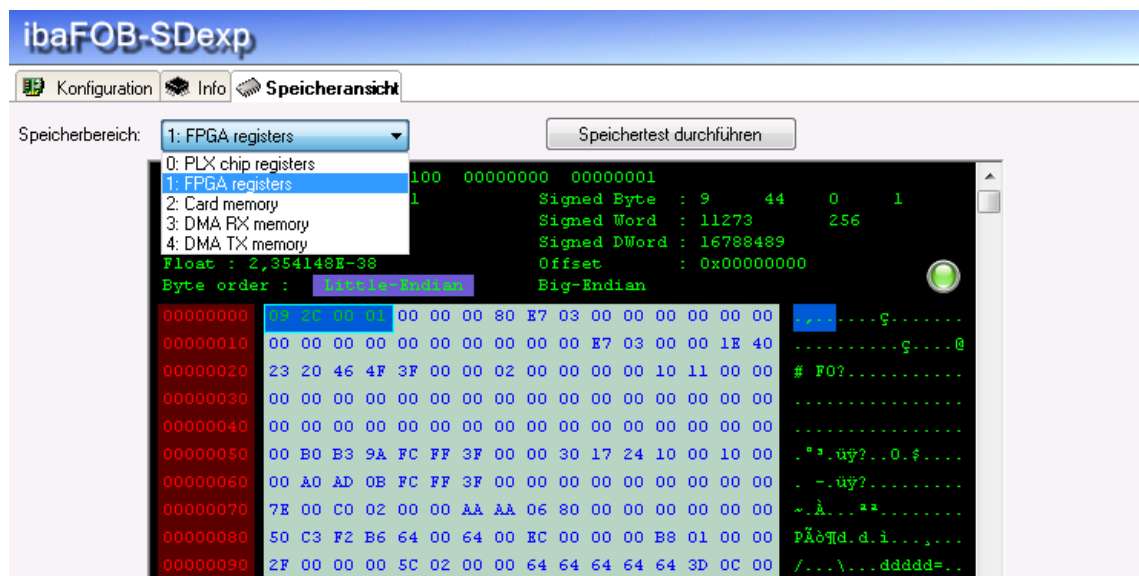 ibaFOB-SDexp
Konfiguration Info Speicheransicht
Speicherbereich: 1: FPGA registers Speichertest durchführen
0: PLX chip registers
1: FPGA registers
2: Card memory
3: DMA RX memory
4: DMA TX memory
100 00000000 00000001
1 Signed Byte : 9 44 0 1
Signed Word : 11273 256
Signed DWord : 16788489
Float : 2,354148E-38 Offset : 0x00000000
Byte order : Little-Endian Big-Endian
00000000 09 2C 00 01 00 00 00 80 E7 03 00 00 00 00 00 00 .,......ç.......
00000010 00 00 00 00 00 00 00 00 00 00 E7 03 00 00 1E 40 ..........ç....@
00000020 23 20 46 4F 3F 00 00 02 00 00 00 00 10 11 00 00 # FO?...........
00000030 00 00 00 00 00 00 00 00 00 00 00 00 00 00 00 00 ................
00000040 00 00 00 00 00 00 00 00 00 00 00 00 00 00 00 00 ................
00000050 00 B0 B3 9A FC FF 3F 00 00 30 17 24 10 00 10 00 .°³.üÿ?..0.$....
00000060 00 A0 AD 0B FC FF 3F 00 00 00 00 00 00 00 00 00 . -.üÿ?.........
00000070 7E 00 C0 02 00 00 AA AA 06 80 00 00 00 00 00 00 ~.À...ªª........
00000080 50 C3 F2 B6 64 00 64 00 EC 00 00 00 B8 01 00 00 PÃò¶d.d.ì...¸...
00000090 2F 00 00 00 5C 02 00 00 64 64 64 64 64 3D 0C 00 /...\...ddddd=..